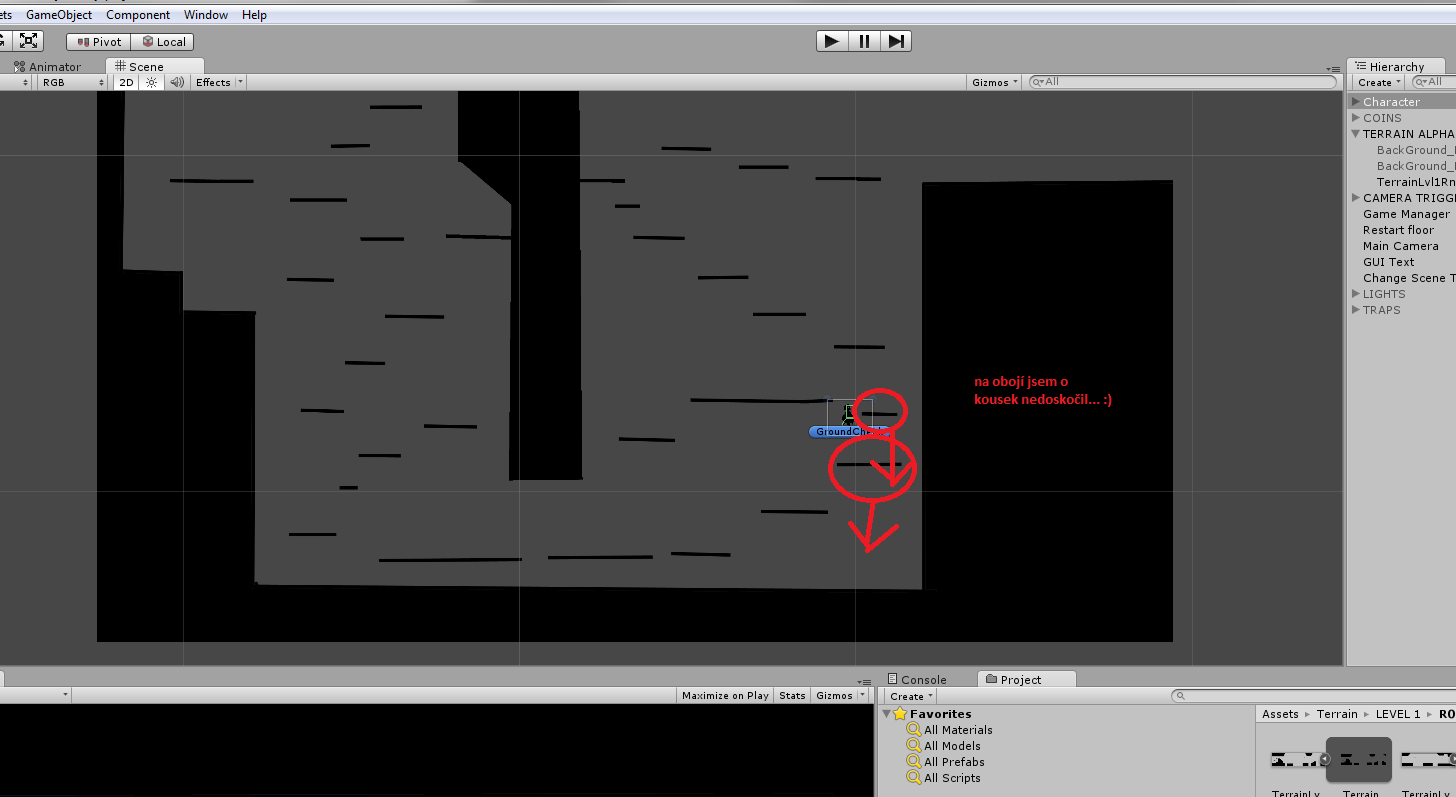 GameObject Component Window Help
Pivot Local
Animator Scene Hierarchy
RGB 2D Effects Gizmos All Create All
Character
COINS
TERRAIN ALPHA
BackGround_
BackGround_
TerrainLvl1Rn
CAMERA TRIGG
Game Manager
Restart floor
Main Camera
GUI Text
Change Scene T
LIGHTS
TRAPS
na obojí jsem o
kousek nedoskočil... :)
GroundChe
Console Project
Maximize on Play Stats Gizmos Create
Favorites
All Materials
All Models
All Prefabs
All Scripts
Assets Terrain LEVEL 1 RO
TerrainLv Terrain TerrainLv